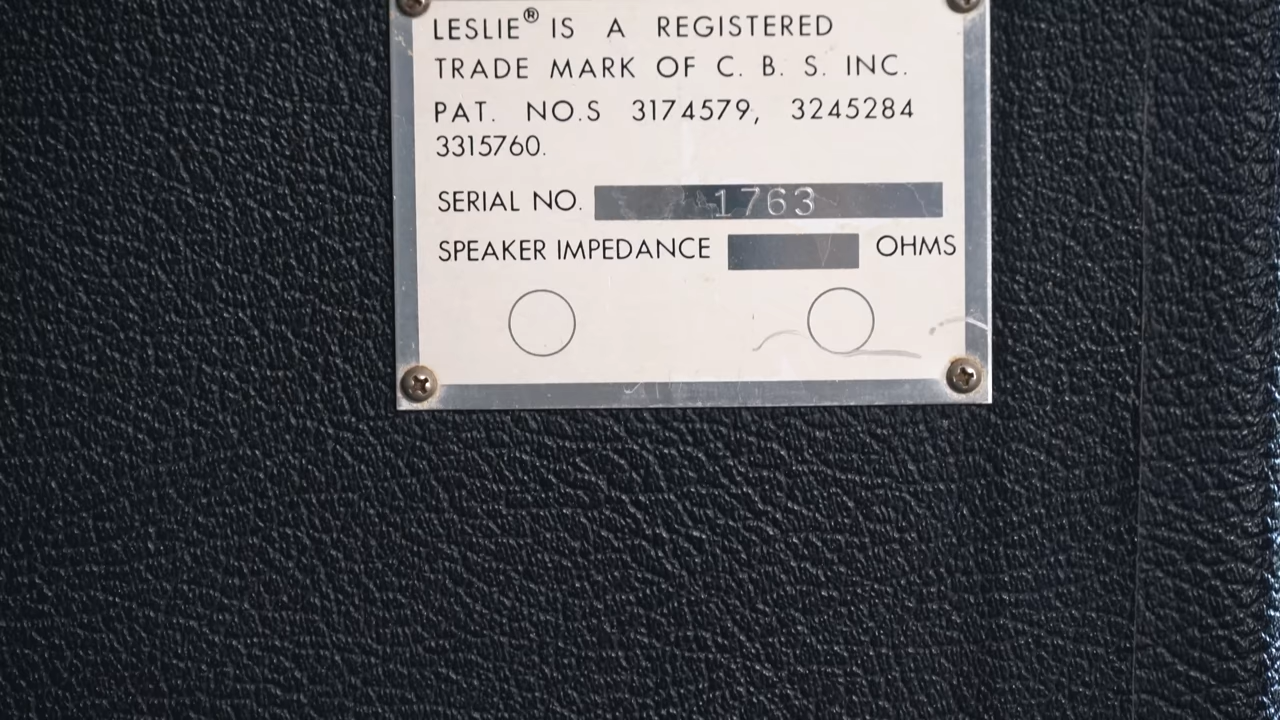 LESLIE® IS A REGISTERED
TRADE MARK OF C. B. S. INC.
PAT. NO.S 3174579, 3245284
3315760.
SERIAL NO. 1763
SPEAKER IMPEDANCE OHMS